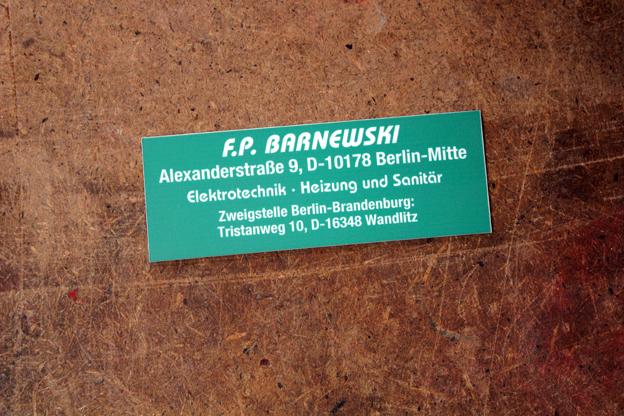 F.P. BARNEWSKI
Alexanderstraße 9, D-10178 Berlin-Mitte
Elektrotechnik · Heizung und Sanitär
Zweigstelle Berlin-Brandenburg:
Tristanweg 10, D-16348 Wandlitz